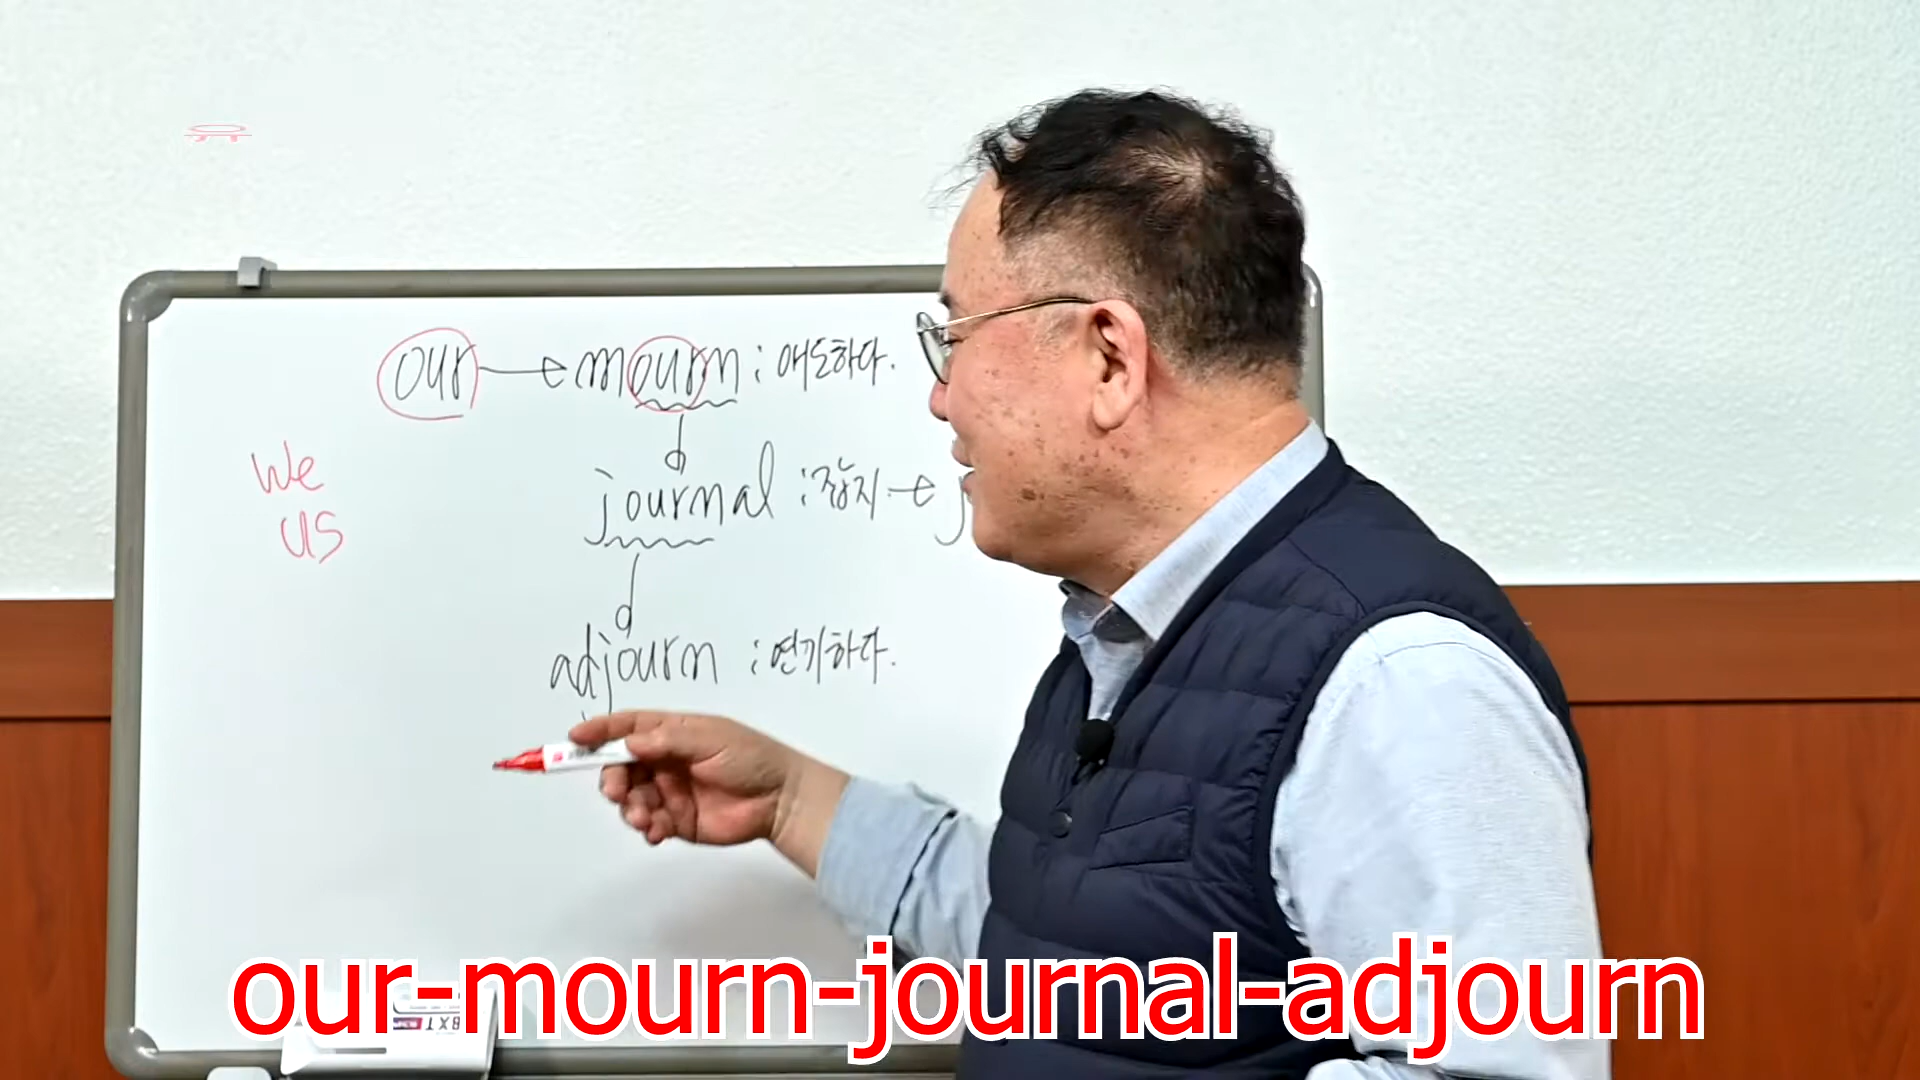 our → mourn : 애도하다.
we
us
journal : 잡지. → j
adjourn : 연기하다.
our-mourn-journal-adjourn